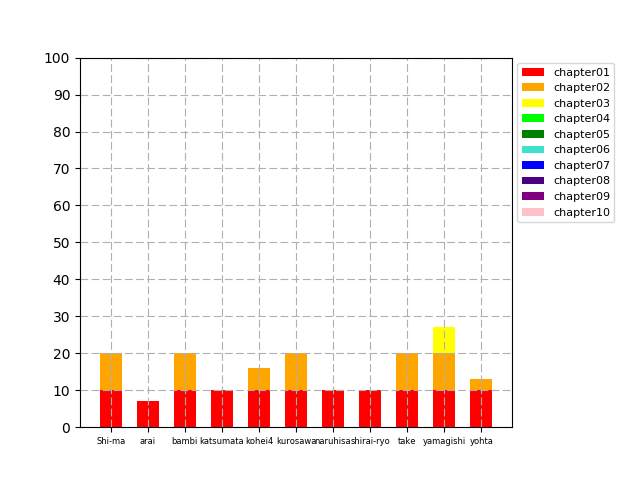 100
90
80
70
60
50
40
30
20
10
0
Shi-ma arai bambi katsumata kohei4 kurosawa naruhisa shirai-ryo take yamagishi yohta
chapter01
chapter02
chapter03
chapter04
chapter05
chapter06
chapter07
chapter08
chapter09
chapter10